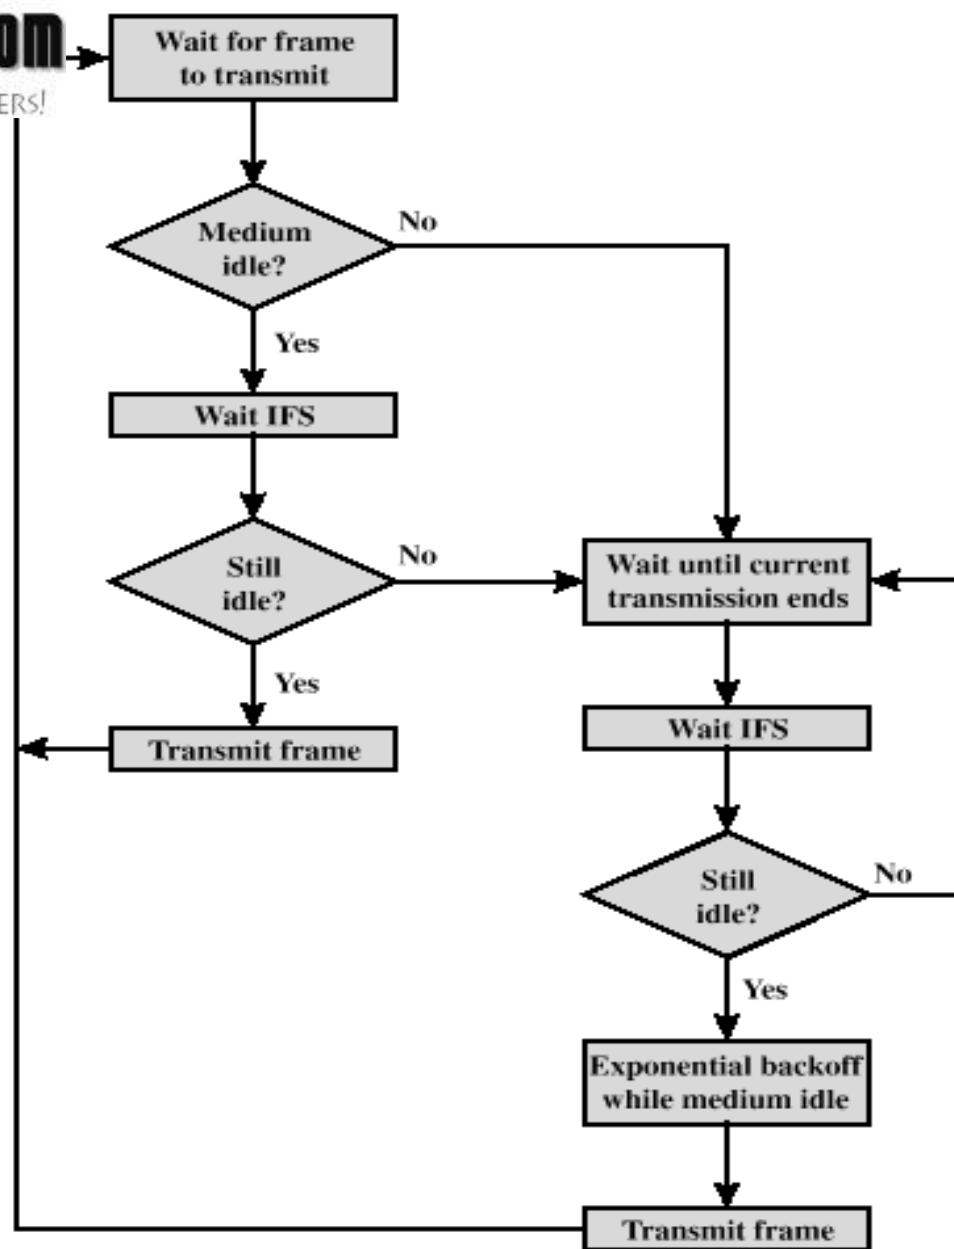 Wait for frame
to transmit
Medium
idle?
No
Yes
Wait IFS
Still
idle?
No
Yes
Transmit frame
Wait until current
transmission ends
Wait IFS
Still
idle?
No
Yes
Exponential backoff
while medium idle
Transmit frame